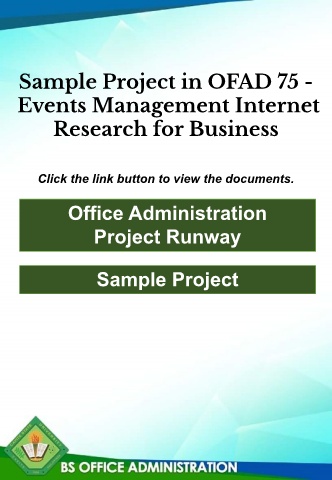 Sample Project in OFAD 75 -
Events Management Internet
Research for Business
Click the link button to view the documents.
Office Administration
Project Runway
Sample Project
BS OFFICE ADMINISTRATION